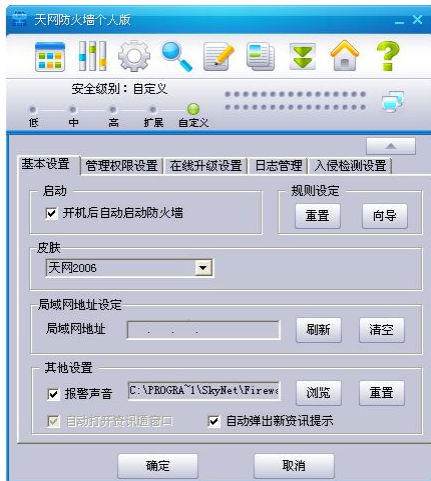 天网防火墙个人版
安全级别：自定义
低 中 高 扩展 自定义
基本设置 管理权限设置 在线升级设置 日志管理 入侵检测设置
启动
开机后自动启动防火墙
规则设定
重置 向导
皮肤
天网2006
局域网地址设定
局域网地址 . . . 刷新 清空
其他设置
报警声音 C:\PROGRA~1\SkyNet\Firewa 浏览 重置
自动打开资讯通窗口 自动弹出新资讯提示
确定 取消